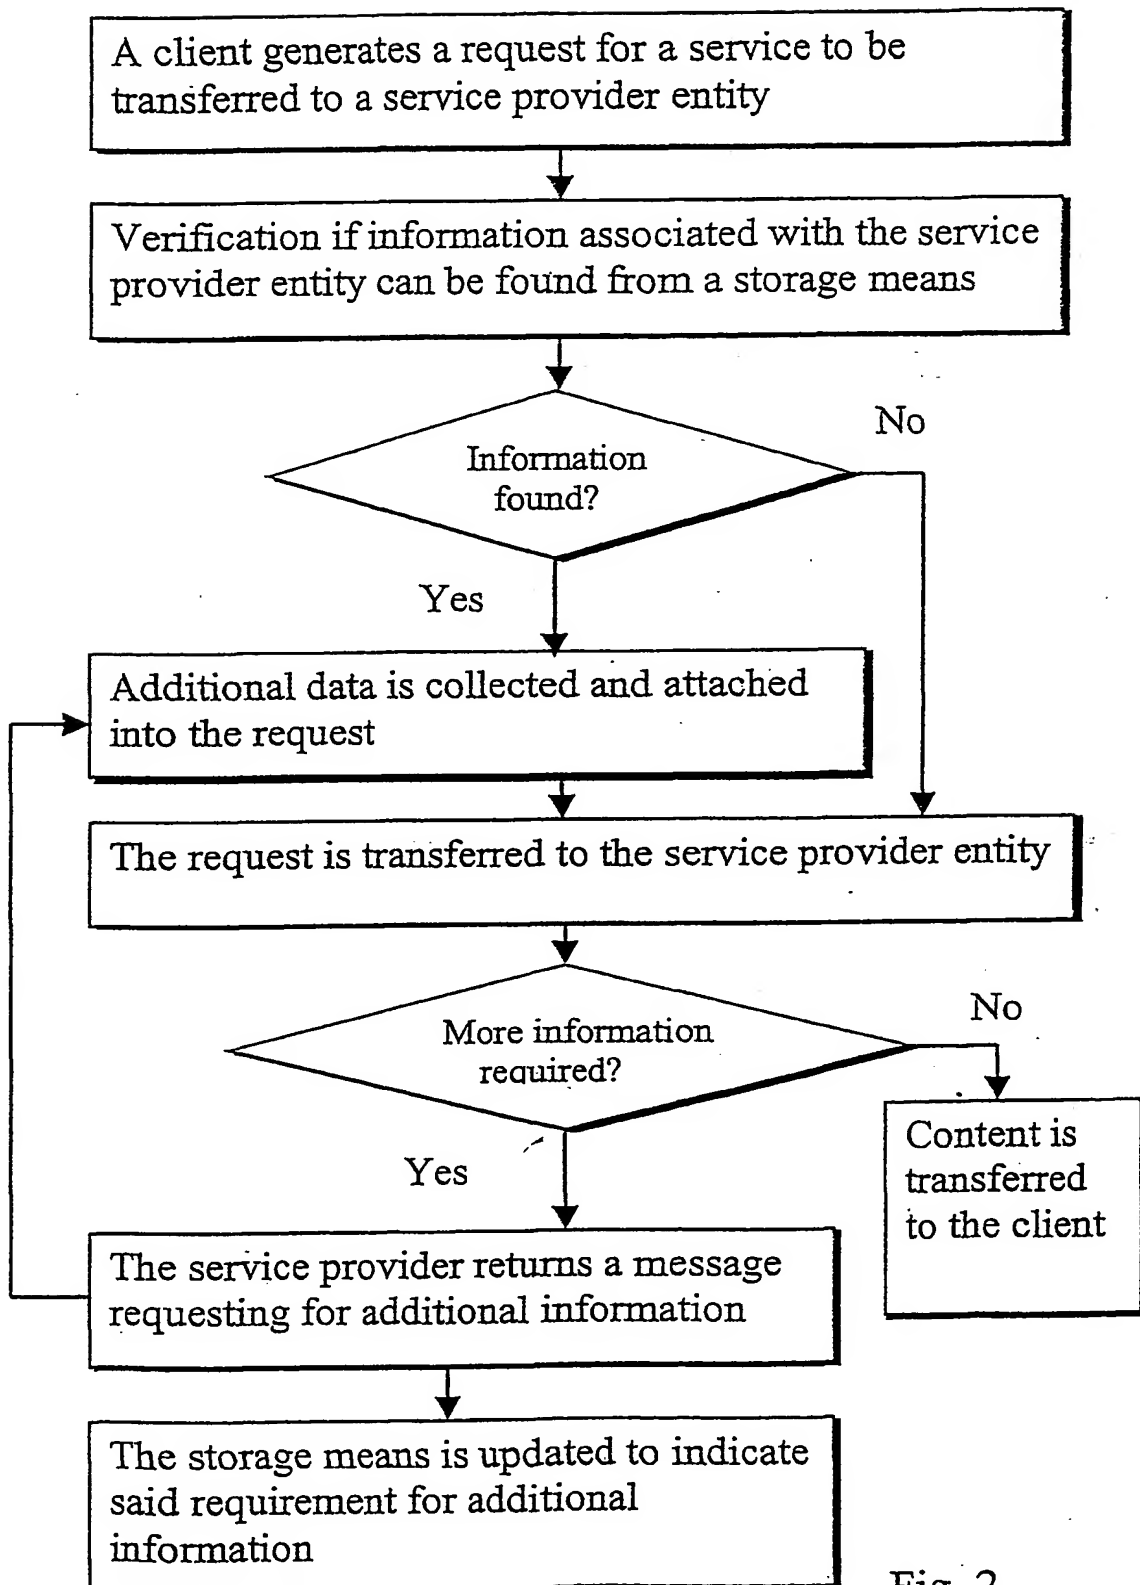 A client generates a request for a service to be
transferred to a service provider entity
Verification if information associated with the service
provider entity can be found from a storage means
No
Information
found?
Yes
Additional data is collected and attached
into the request
The request is transferred to the service provider entity
No
More information
required?
Content is
transferred
to the client
Yes
The service provider returns a message
requesting for additional information
The storage means is updated to indicate
said requirement for additional
information
Fig. 2